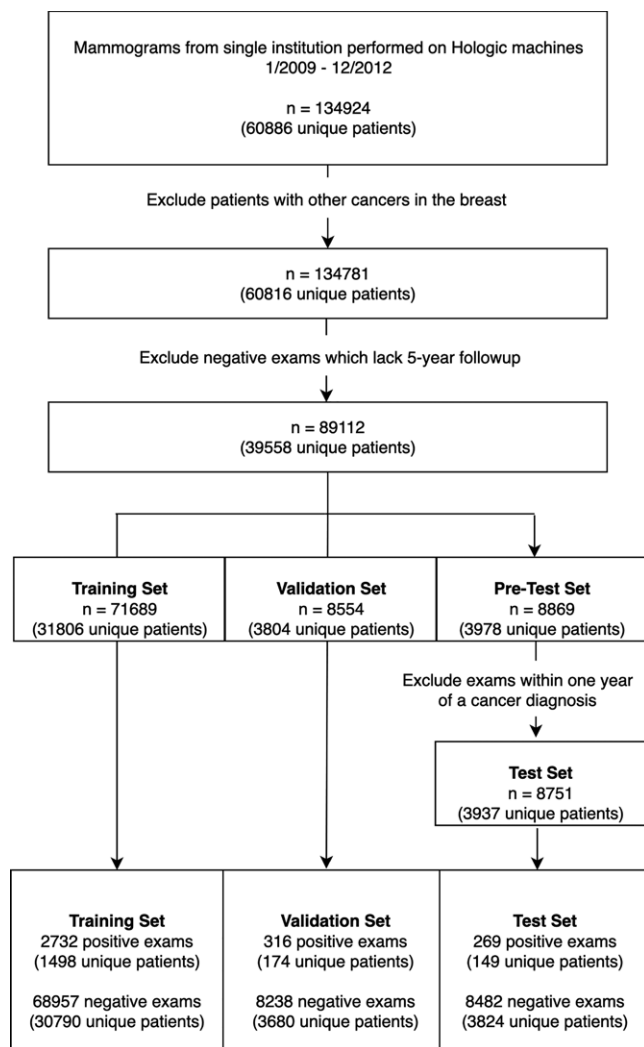 Mammograms from single institution performed on Hologic machines
1/2009 - 12/2012
n = 134924
(60886 unique patients)
Exclude patients with other cancers in the breast
n = 134781
(60816 unique patients)
Exclude negative exams which lack 5-year followup
n = 89112
(39558 unique patients)
Training Set
n = 71689
(31806 unique patients)
Validation Set
n = 8554
(3804 unique patients)
Pre-Test Set
n = 8869
(3978 unique patients)
Exclude exams within one year
of a cancer diagnosis
Test Set
n = 8751
(3937 unique patients)
Training Set
2732 positive exams
(1498 unique patients)
68957 negative exams
(30790 unique patients)
Validation Set
316 positive exams
(174 unique patients)
8238 negative exams
(3680 unique patients)
Test Set
269 positive exams
(149 unique patients)
8482 negative exams
(3824 unique patients)